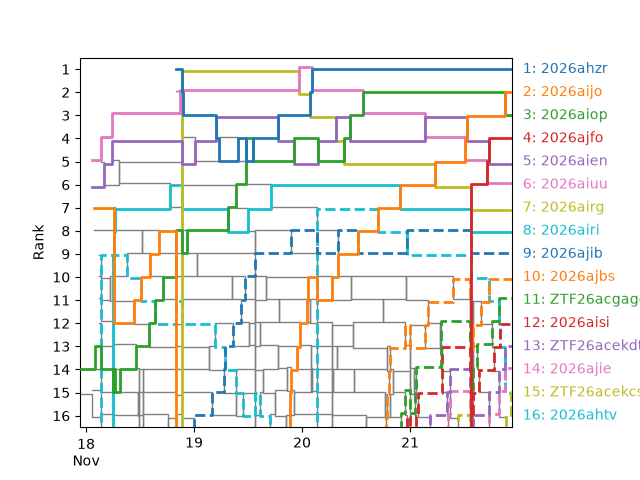 1
2
3
4
5
6
7
8
9
10
11
12
13
14
15
16
Rank
18
19
20
21
Nov
1: 2026ahzr
2: 2026aijo
3: 2026aiop
4: 2026ajfo
5: 2026aien
6: 2026aiuu
7: 2026airg
8: 2026airi
9: 2026ajib
10: 2026ajbs
11: ZTF26acgag
12: 2026aisi
13: ZTF26acekdt
14: 2026ajie
15: ZTF26acekcs
16: 2026ahtv